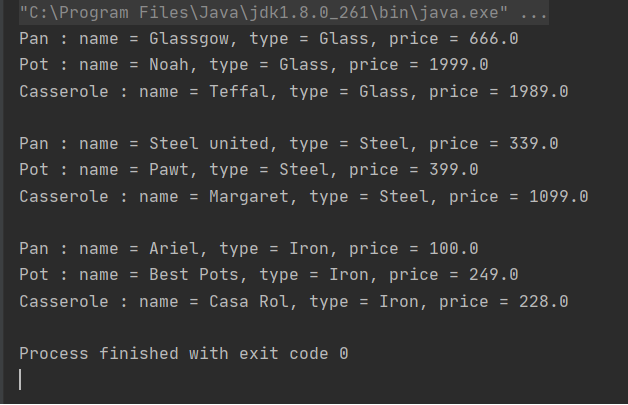 "C:\Program Files\Java\jdk1.8.0_261\bin\java.exe" ...
Pan : name = Glassgow, type = Glass, price = 666.0
Pot : name = Noah, type = Glass, price = 1999.0
Casserole : name = Teffal, type = Glass, price = 1989.0
Pan : name = Steel united, type = Steel, price = 339.0
Pot : name = Pawt, type = Steel, price = 399.0
Casserole : name = Margaret, type = Steel, price = 1099.0
Pan : name = Ariel, type = Iron, price = 100.0
Pot : name = Best Pots, type = Iron, price = 249.0
Casserole : name = Casa Rol, type = Iron, price = 228.0
Process finished with exit code 0